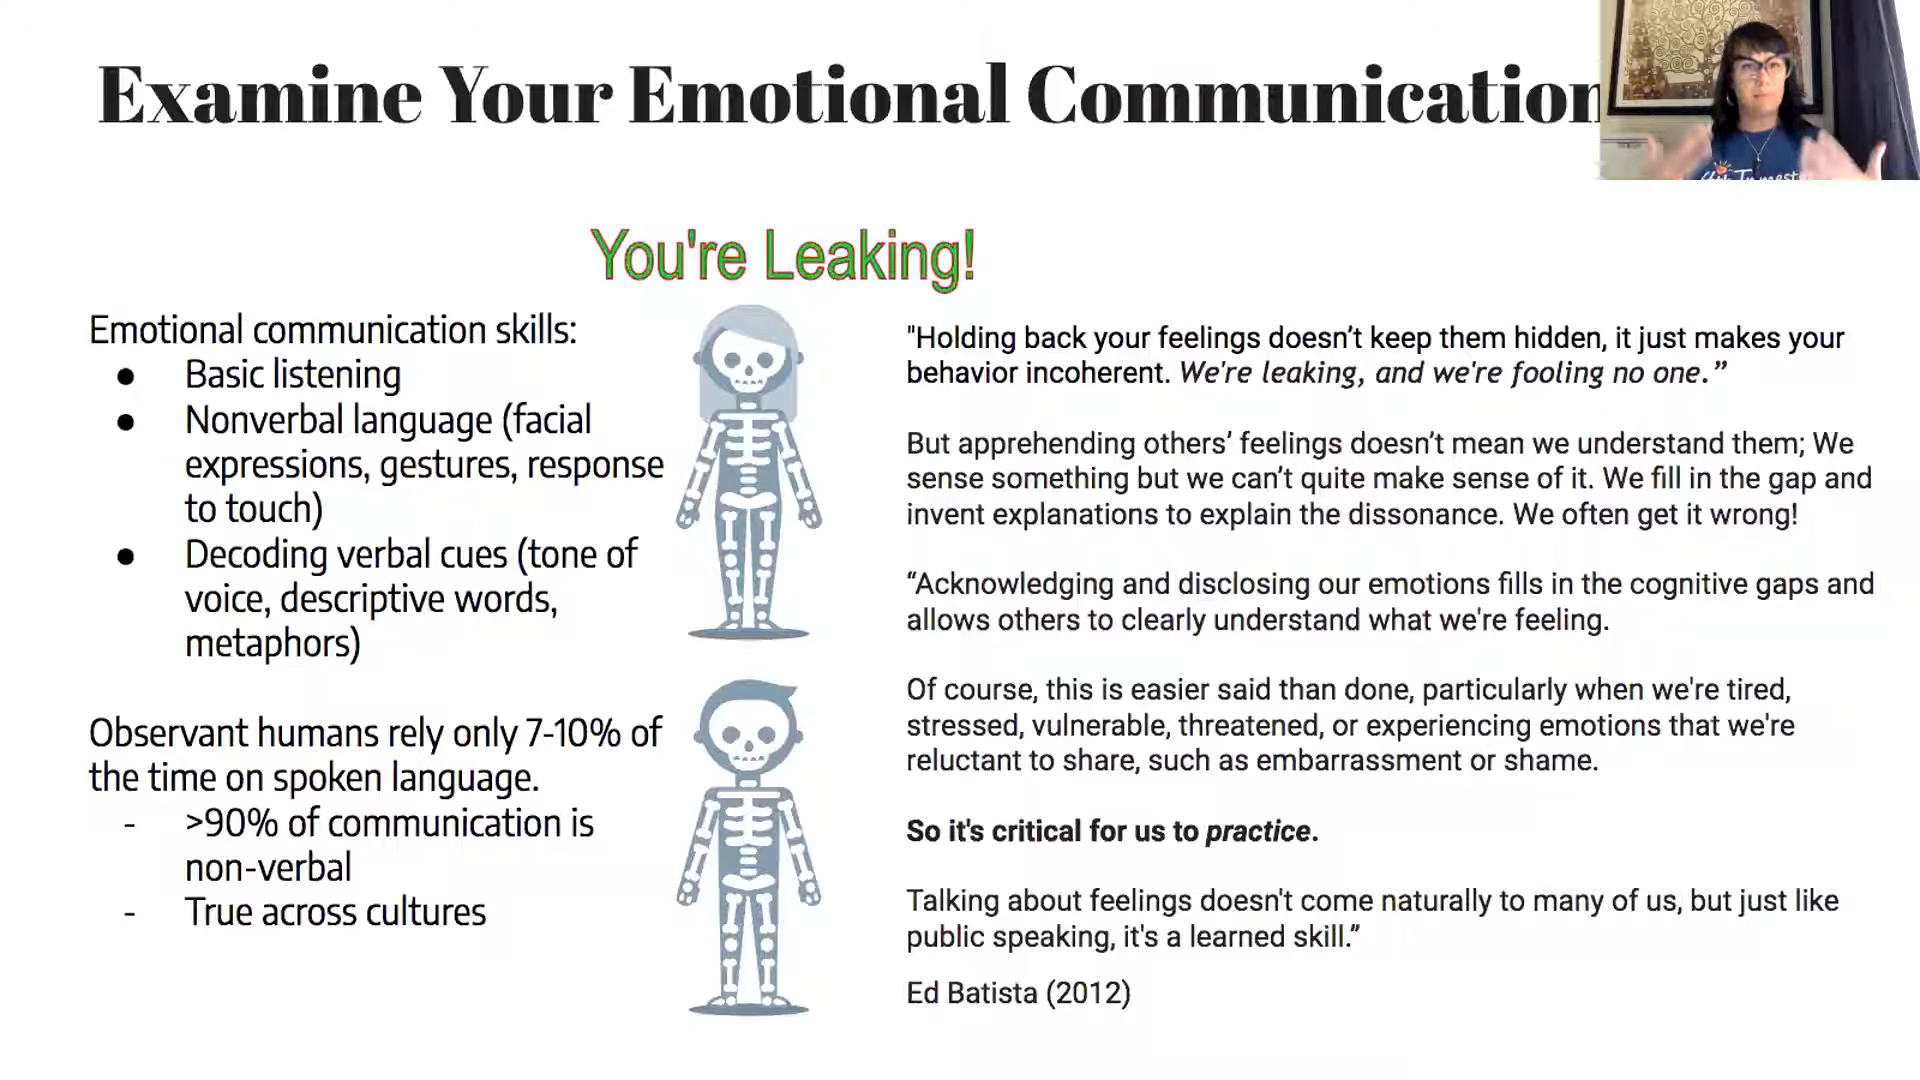 Examine Your Emotional Communication
You're Leaking!
Emotional communication skills:
● Basic listening
● Nonverbal language (facial
expressions, gestures, response
to touch)
● Decoding verbal cues (tone of
voice, descriptive words,
metaphors)
Observant humans rely only 7-10% of
the time on spoken language.
- >90% of communication is
non-verbal
- True across cultures
"Holding back your feelings doesn’t keep them hidden, it just makes your
behavior incoherent. We're leaking, and we're fooling no one.”
But apprehending others’ feelings doesn’t mean we understand them; We
sense something but we can’t quite make sense of it. We fill in the gap and
invent explanations to explain the dissonance. We often get it wrong!
“Acknowledging and disclosing our emotions fills in the cognitive gaps and
allows others to clearly understand what we're feeling.
Of course, this is easier said than done, particularly when we're tired,
stressed, vulnerable, threatened, or experiencing emotions that we're
reluctant to share, such as embarrassment or shame.
So it's critical for us to practice.
Talking about feelings doesn't come naturally to many of us, but just like
public speaking, it's a learned skill.”
Ed Batista (2012)